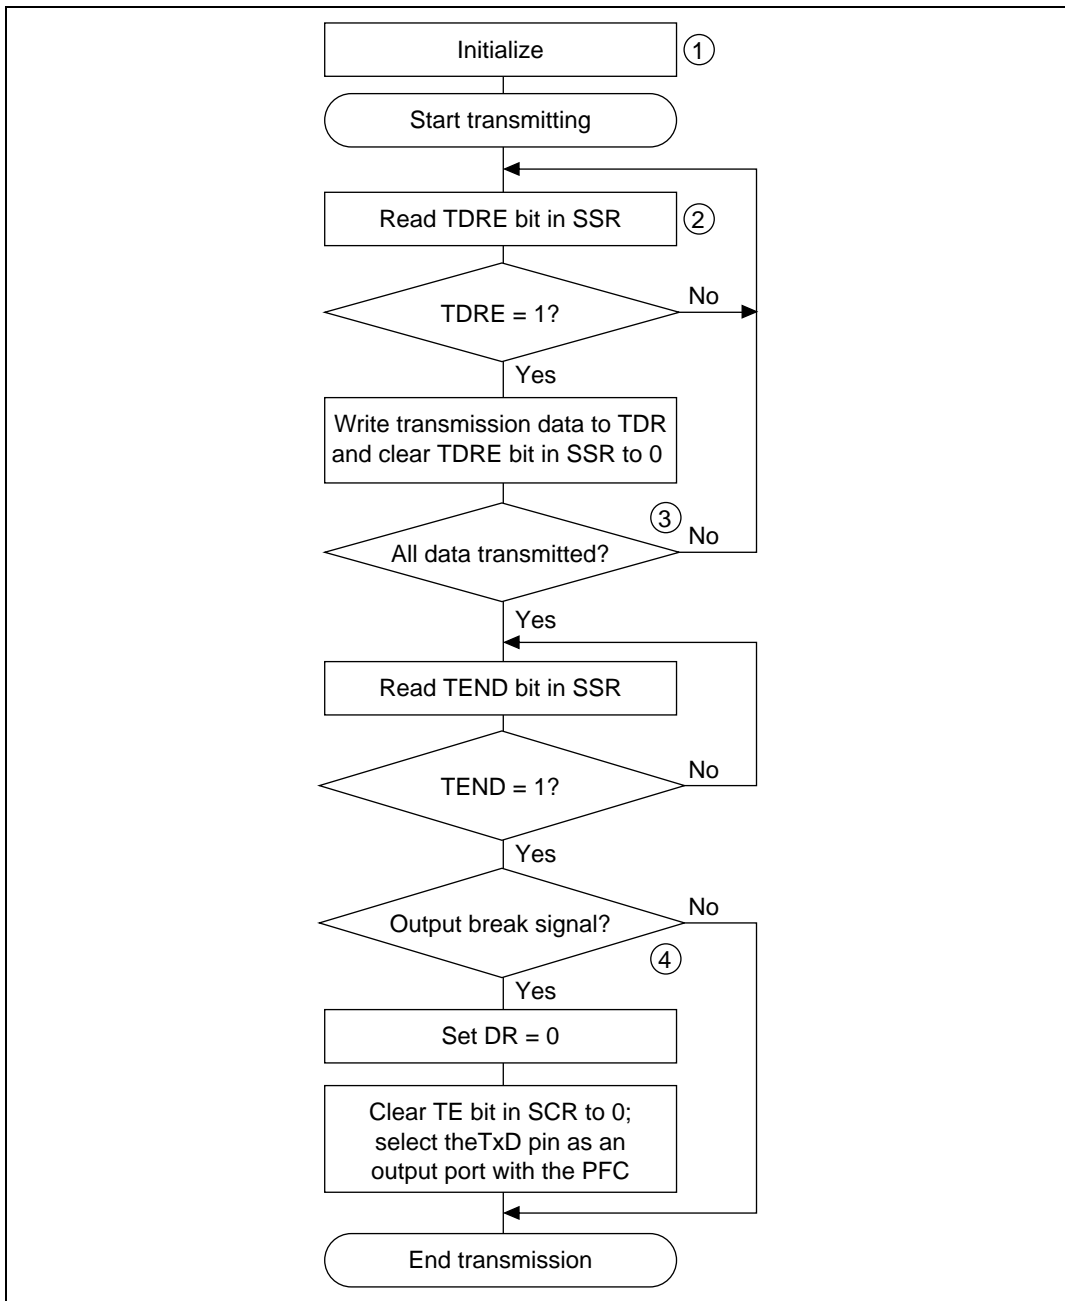 Initialize
1
Start transmitting
Read TDRE bit in SSR
2
TDRE = 1?
No
Yes
Write transmission data to TDR
and clear TDRE bit in SSR to 0
3
All data transmitted?
No
Yes
Read TEND bit in SSR
TEND = 1?
No
Yes
Output break signal?
No
4
Yes
Set DR = 0
Clear TE bit in SCR to 0;
select theTxD pin as an
output port with the PFC
End transmission